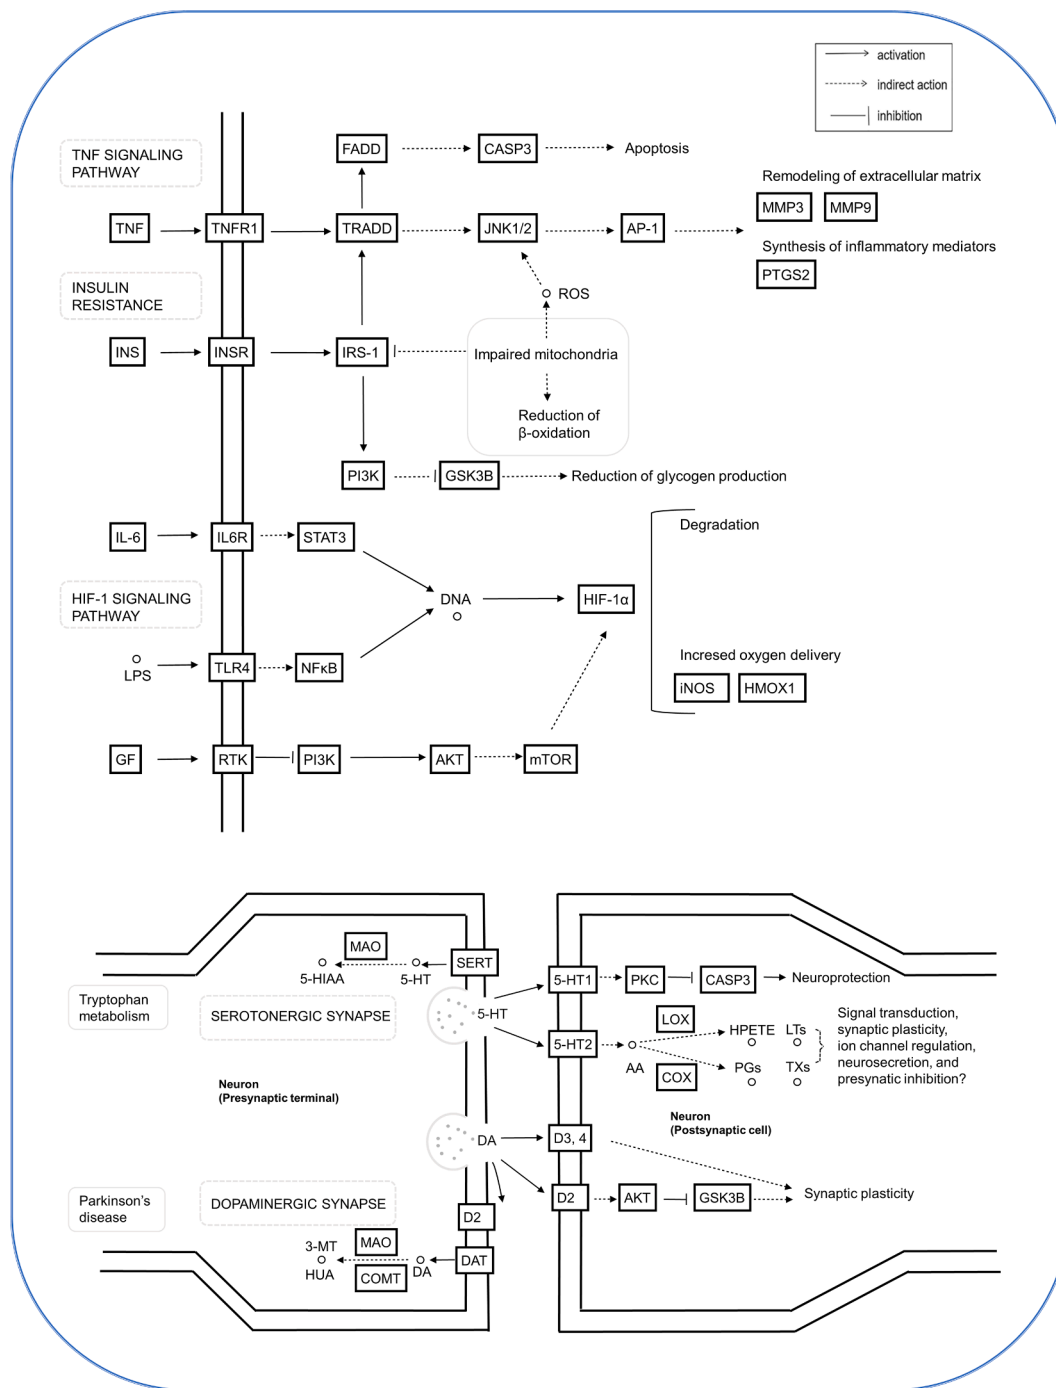 activation
indirect action
inhibition
TNF SIGNALING
PATHWAY
FADD
CASP3
Apoptosis
Remodeling of extracellular matrix
MMP3
MMP9
TNF
TNFR1
TRADD
JNK1/2
AP-1
Synthesis of inflammatory mediators
PTGS2
INSULIN
RESISTANCE
ROS
INS
INSR
IRS-1
Impaired mitochondria
Reduction of
β-oxidation
PI3K
GSK3B
Reduction of glycogen production
IL-6
IL6R
STAT3
Degradation
HIF-1 SIGNALING
PATHWAY
DNA
HIF-1α
LPS
TLR4
NFκB
Incresed oxygen delivery
iNOS
HMOX1
GF
RTK
PI3K
AKT
mTOR
MAO
SERT
5-HIAA
5-HT
5-HT1
PKC
CASP3
Neuroprotection
Tryptophan
metabolism
SEROTONERGIC SYNAPSE
5-HT
5-HT2
AA
LOX
COX
HPETE
LTs
PGs
TXs
Signal transduction,
synaptic plasticity,
ion channel regulation,
neurosecretion, and
presynatic inhibition?
Neuron
(Presynaptic terminal)
Neuron
(Postsynaptic cell)
DA
D3, 4
Parkinson's
disease
DOPAMINERGIC SYNAPSE
D2
D2
AKT
GSK3B
Synaptic plasticity
3-MT
HUA
MAO
COMT
DA
DAT